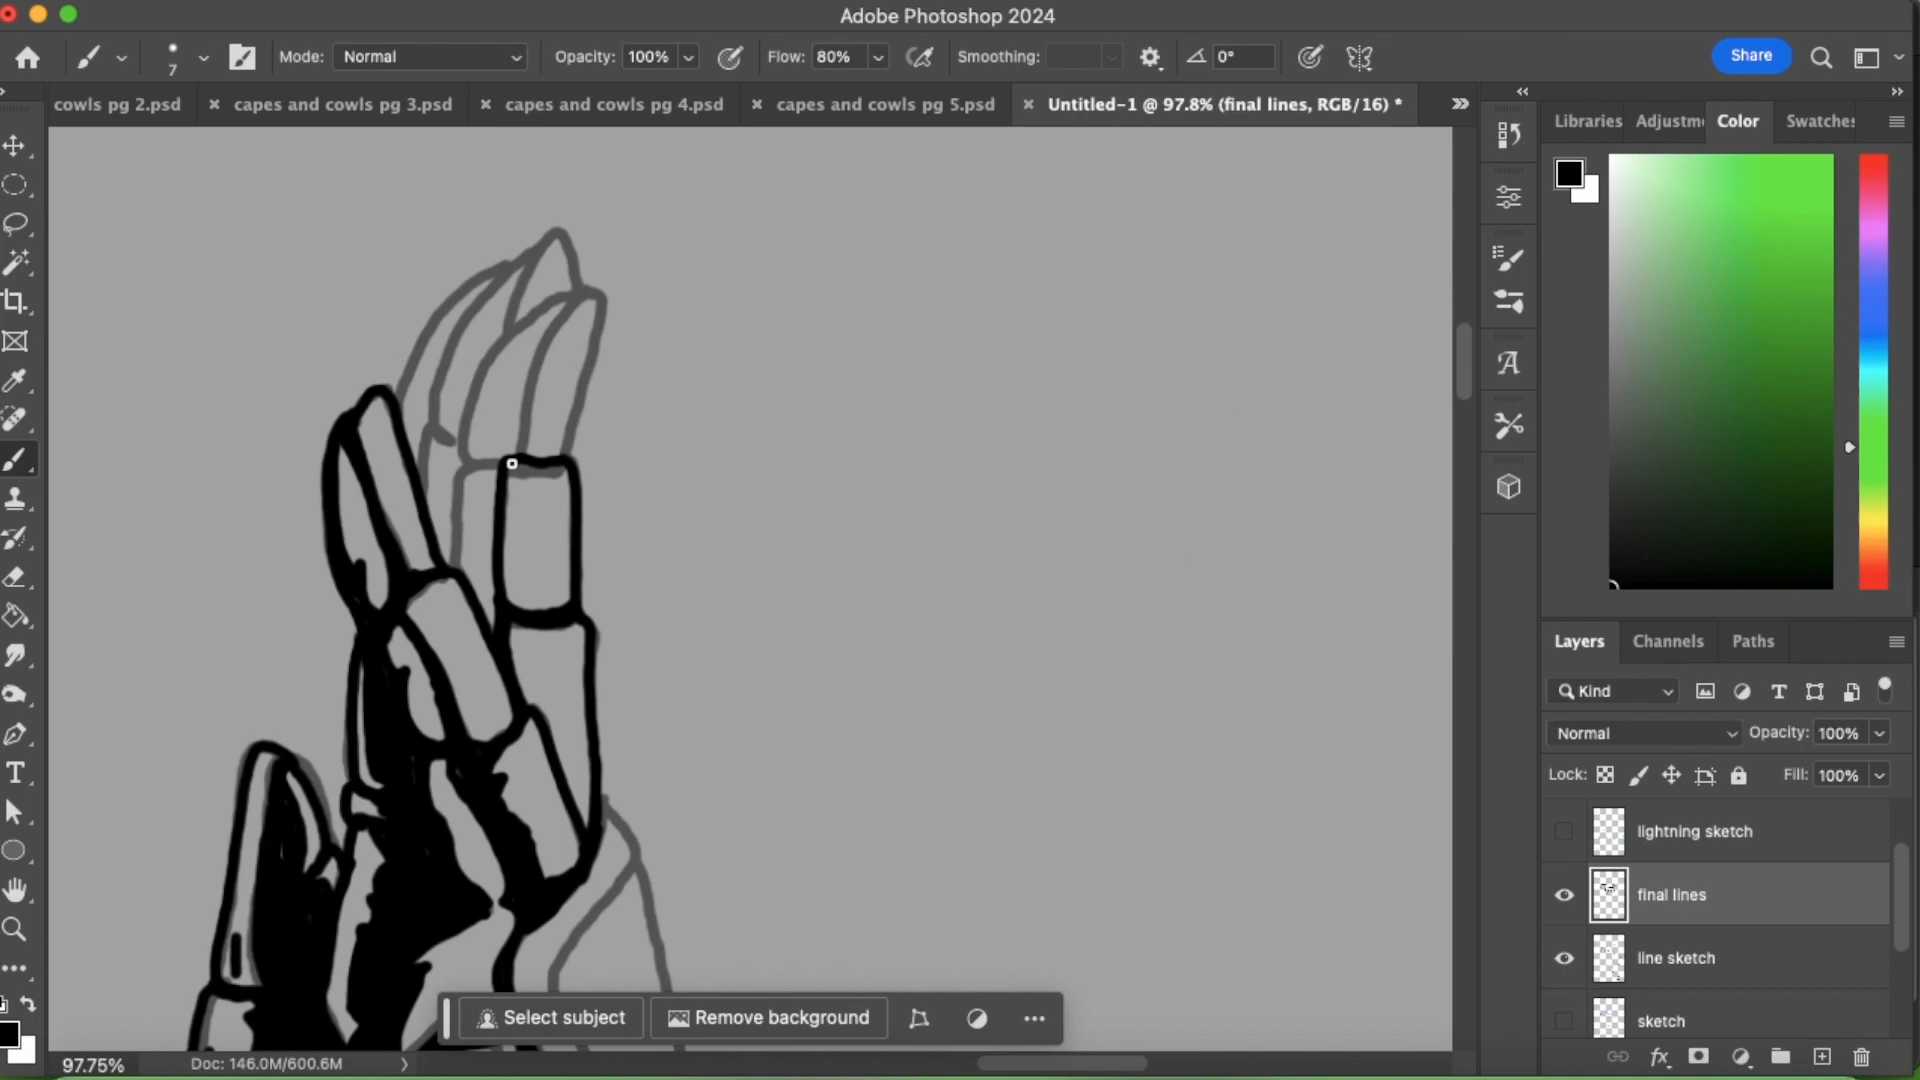 Adobe Photoshop 2024
7
Mode: Normal
Opacity: 100%
Flow: 80%
Smoothing:
0°
Share
cowls pg 2.psd
capes and cowls pg 3.psd
capes and cowls pg 4.psd
capes and cowls pg 5.psd
Untitled-1 @ 97.8% (final lines, RGB/16) *
Libraries
Adjustm
Color
Swatches
Layers
Channels
Paths
Kind
Normal
Opacity: 100%
Lock:
Fill: 100%
lightning sketch
final lines
line sketch
sketch
Select subject
Remove background
97.75%
Doc: 146.0M/600.6M